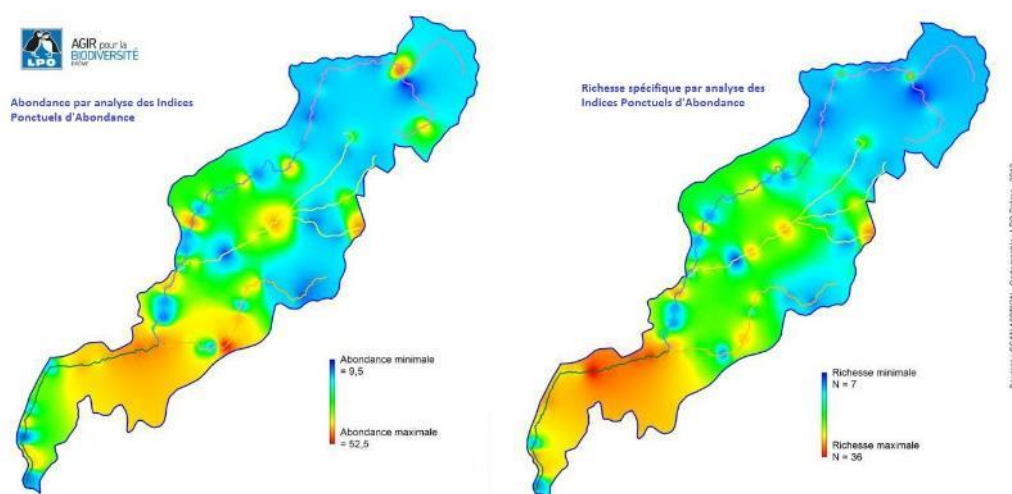 AGIR pour la
BIODIVERSITÉ
DRÔME
LPO
Abondance par analyse des Indices
Ponctuels d'Abondance
Abondance minimale
= 9,5
Abondance maximale
= 52,5
Richesse spécifique par analyse des
Indices Ponctuels d'Abondance
Richesse minimale
N = 7
Richesse maximale
N = 36